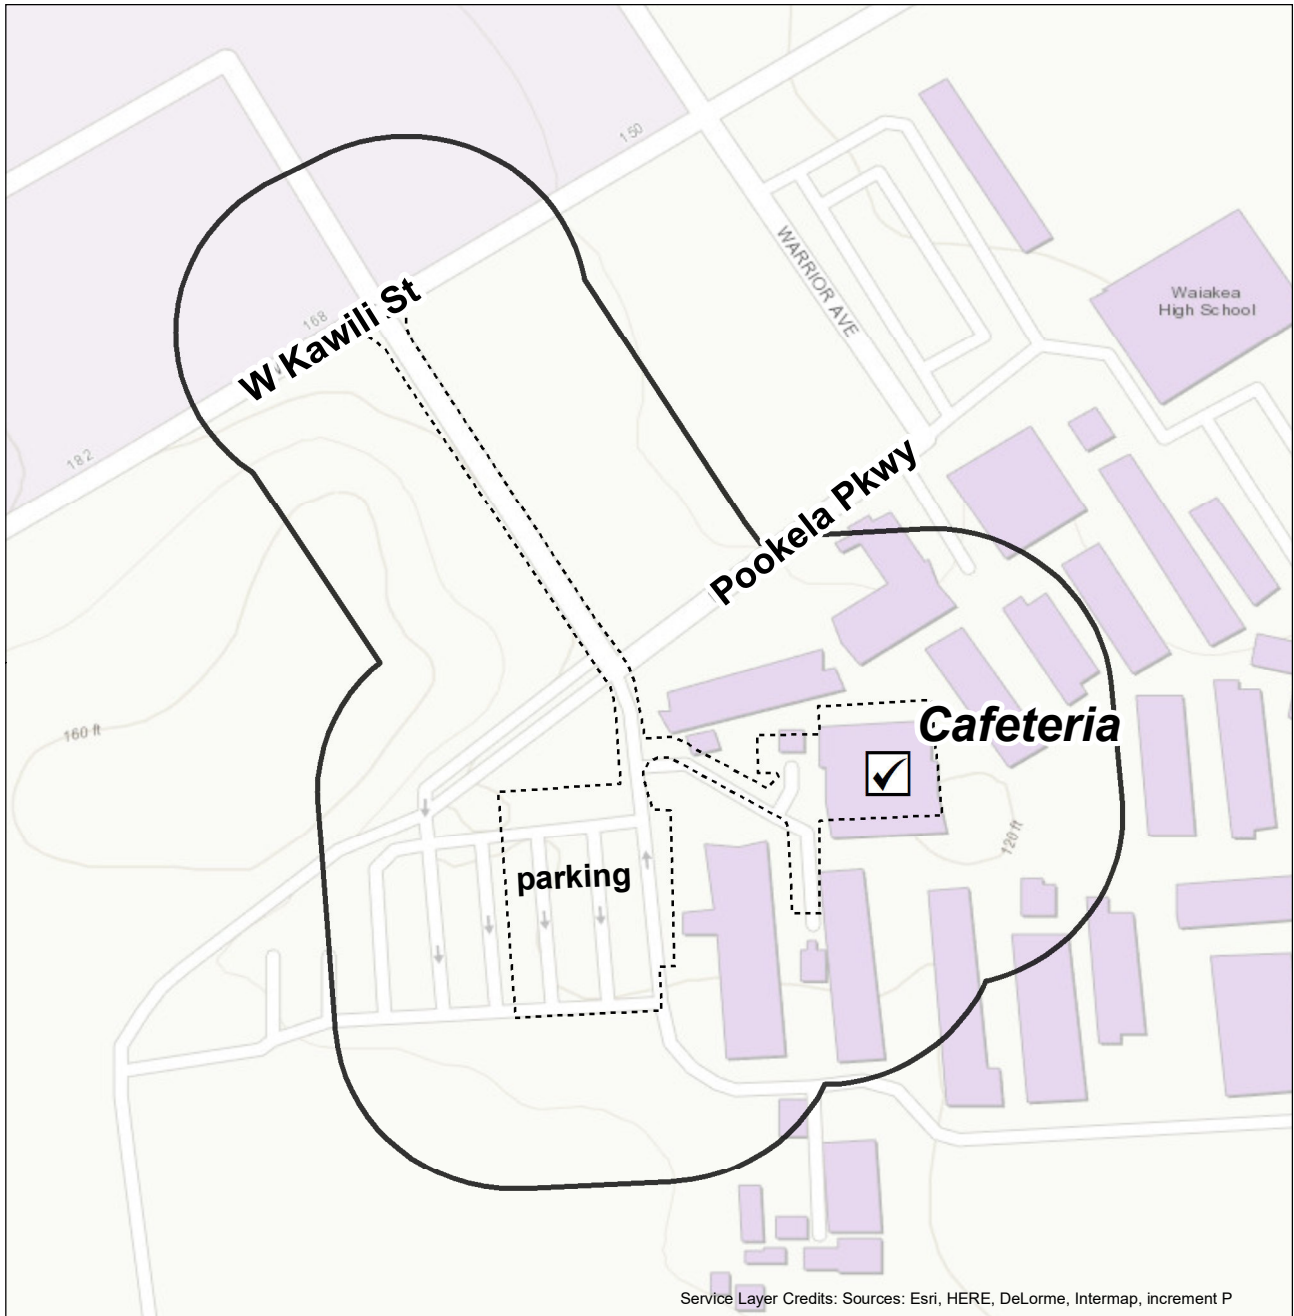 150
WARRIOR AVE
Waiakea
High School
W Kawili St
168
182
Pookela Pkwy
160 ft
Cafeteria
120 ft
parking
Service Layer Credits: Sources: Esri, HERE, DeLorme, Intermap, increment P